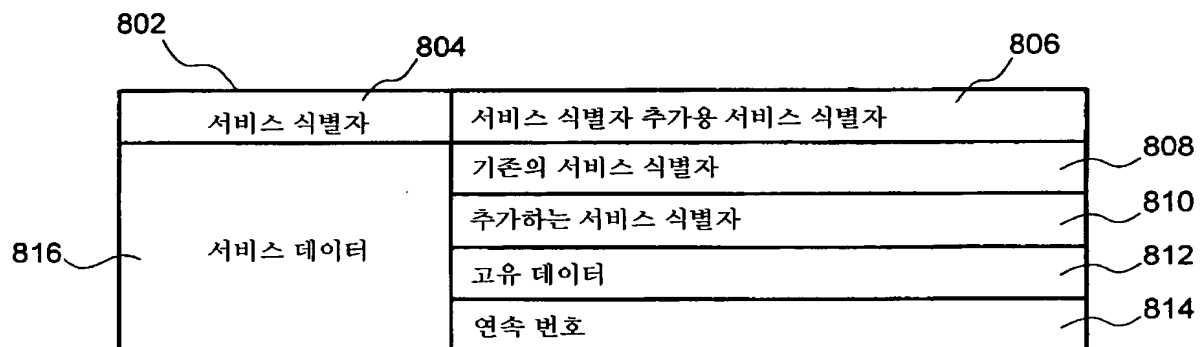 802
804
806
서비스 식별자
서비스 식별자 추가용 서비스 식별자
기존의 서비스 식별자
808
추가하는 서비스 식별자
810
816
서비스 데이터
고유 데이터
812
연속 번호
814